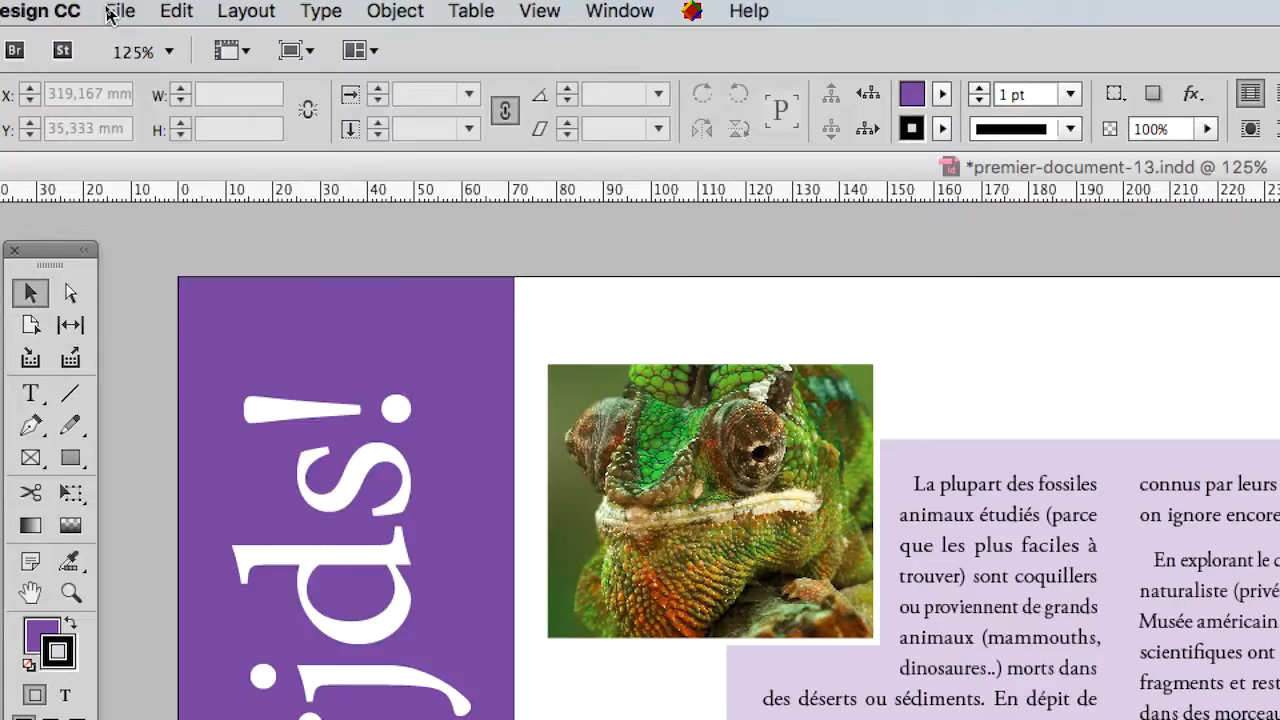 esign CC File Edit Layout Type Object Table View Window Help
Br St 125%
X: 319,167 mm W: 1 pt fx.
Y: 35,333 mm H: P 100%
*premier-document-13.indd @ 125%
0 30 20 10 0 10 20 30 40 50 60 70 80 90 100 110 120 130 140 150 160 170 180 190 200 210 220 23
T
T
jds!
La plupart des fossiles
animaux étudiés (parce
que les plus faciles à
trouver) sont coquillers
ou proviennent de grands
animaux (mammouths,
dinosaures..) morts dans
des déserts ou sédiments. En dépit de
connus par leurs
on ignore encore
En explorant le c
naturaliste (privé
Musée américain
scientifiques ont
fragments et rest
dans des morceau